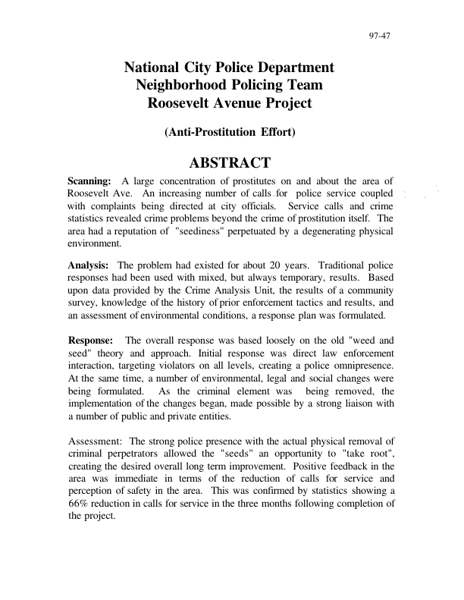 97-47
National City Police Department
Neighborhood Policing Team
Roosevelt Avenue Project
(Anti-Prostitution Effort)
ABSTRACT
Scanning: A large concentration of prostitutes on and about the area of
Roosevelt Ave. An increasing number of calls for police service coupled
with complaints being directed at city officials. Service calls and crime
statistics revealed crime problems beyond the crime of prostitution itself. The
area had a reputation of "seediness" perpetuated by a degenerating physical
environment.
Analysis: The problem had existed for about 20 years. Traditional police
responses had been used with mixed, but always temporary, results. Based
upon data provided by the Crime Analysis Unit, the results of a community
survey, knowledge of the history of prior enforcement tactics and results, and
an assessment of environmental conditions, a response plan was formulated.
Response: The overall response was based loosely on the old "weed and
seed" theory and approach. Initial response was direct law enforcement
interaction, targeting violators on all levels, creating a police omnipresence.
At the same time, a number of environmental, legal and social changes were
being formulated. As the criminal element was being removed, the
implementation of the changes began, made possible by a strong liaison with
a number of public and private entities.
Assessment: The strong police presence with the actual physical removal of
criminal perpetrators allowed the "seeds" an opportunity to "take root",
creating the desired overall long term improvement. Positive feedback in the
area was immediate in terms of the reduction of calls for service and
perception of safety in the area. This was confirmed by statistics showing a
66% reduction in calls for service in the three months following completion of
the project.